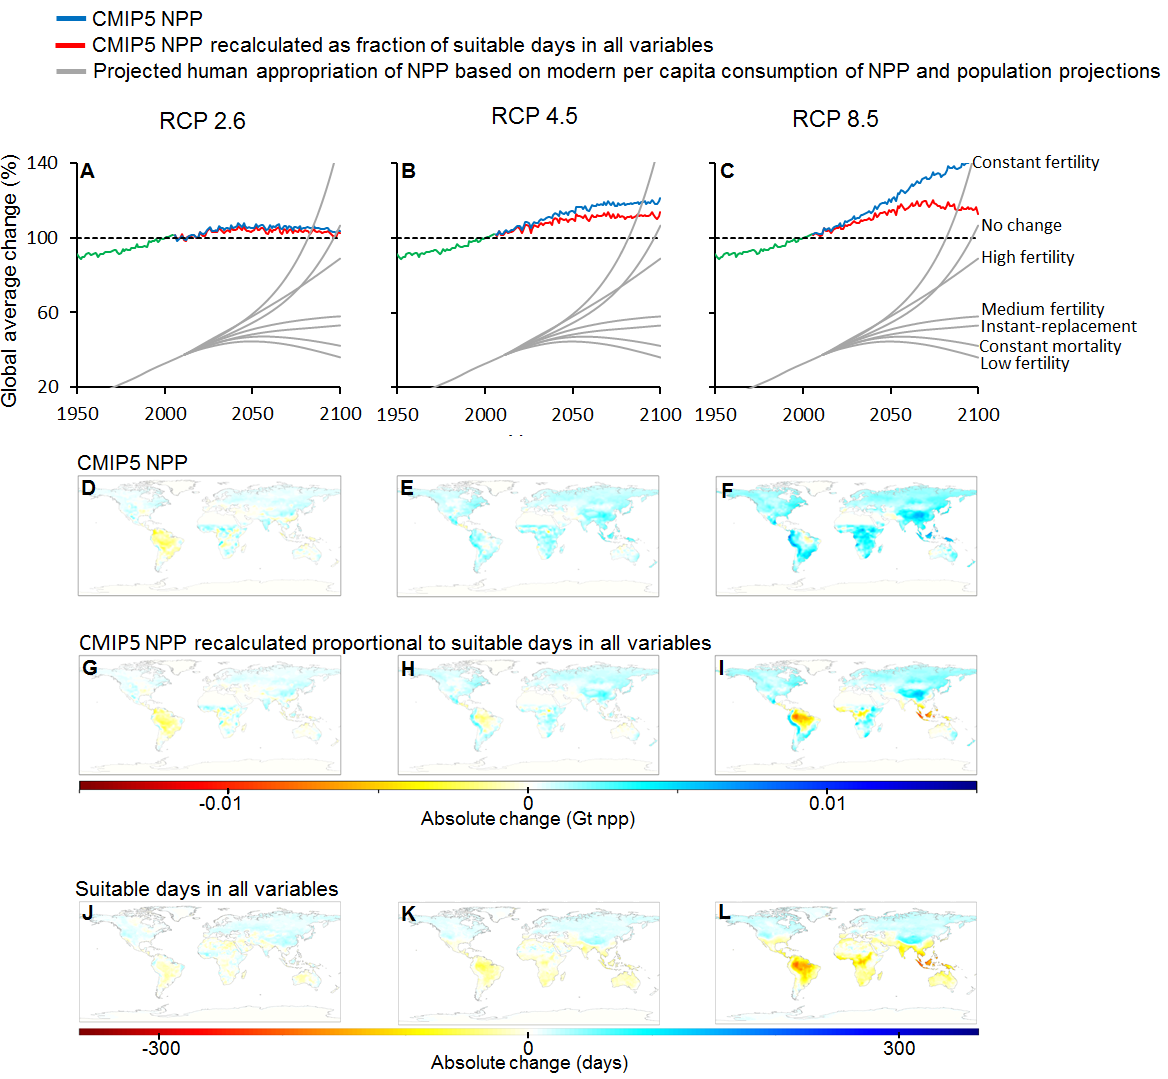 CMIP5 NPP
CMIP5 NPP recalculated as fraction of suitable days in all variables
Projected human appropriation of NPP based on modern per capita consumption of NPP and population projections
RCP 2.6
RCP 4.5
RCP 8.5
Global average change (%)
140
100
60
20
A
B
C
Constant fertility
No change
High fertility
Medium fertility
Instant-replacement
Constant mortality
Low fertility
1950 2000 2050 2100
1950 2000 2050 2100
1950 2000 2050 2100
CMIP5 NPP
D
E
F
CMIP5 NPP recalculated proportional to suitable days in all variables
G
H
I
-0.01 0 0.01
Absolute change (Gt npp)
Suitable days in all variables
J
K
L
-300 0 300
Absolute change (days)